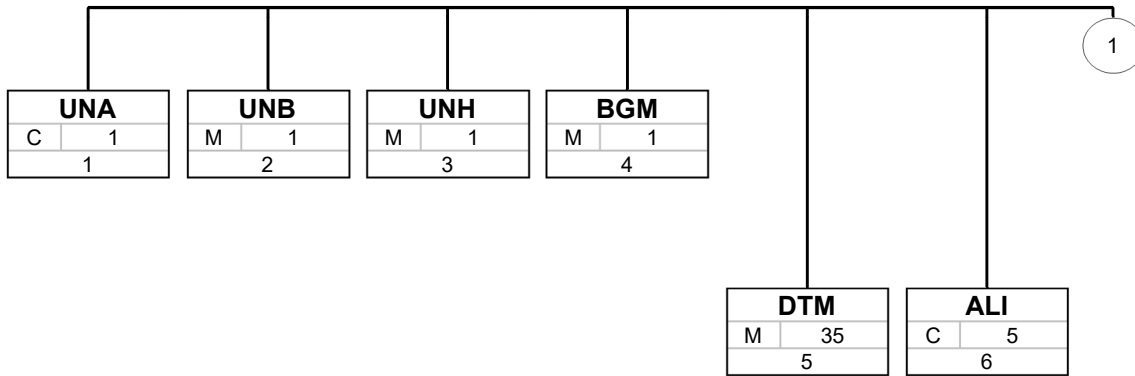 1
UNA UNB UNH BGM
C 1 M 1 M 1 M 1
1 2 3 4
DTM ALI
M 35 C 5
5 6